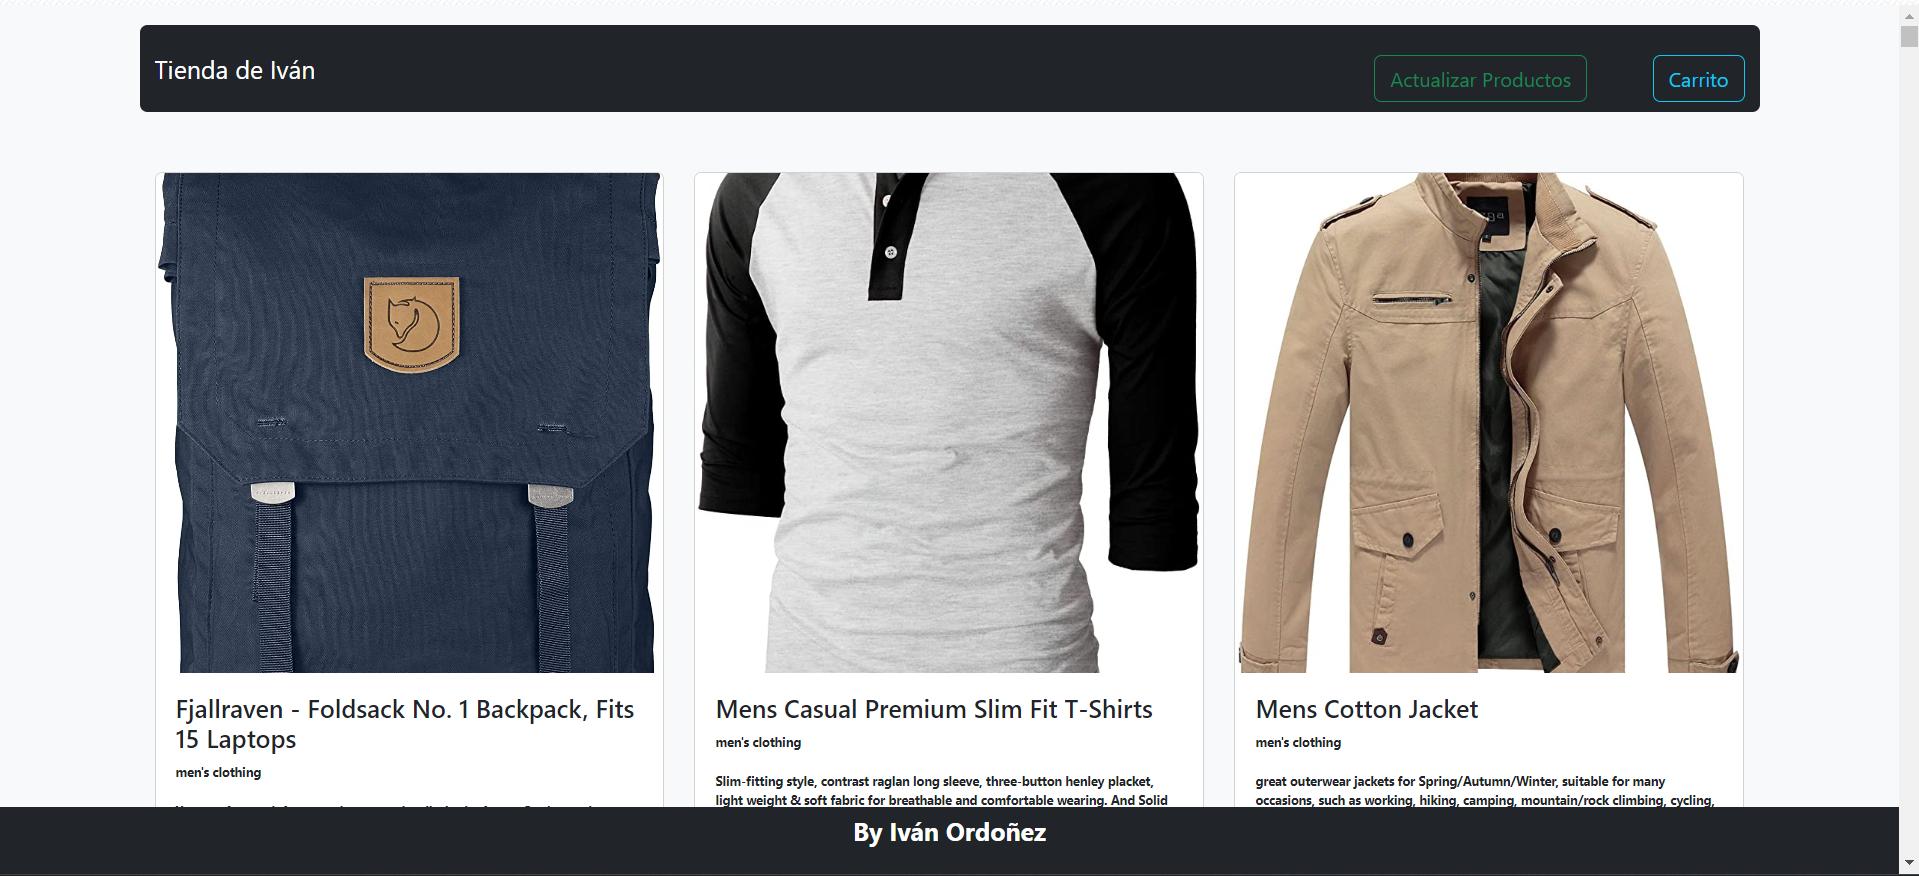 Tienda de Iván
Actualizar Productos
Carrito
Fjallraven - Foldsack No. 1 Backpack, Fits
15 Laptops
men's clothing
Mens Casual Premium Slim Fit T-Shirts
men's clothing
Slim-fitting style, contrast raglan long sleeve, three-button henley placket,
light weight & soft fabric for breathable and comfortable wearing. And Solid
Mens Cotton Jacket
men's clothing
great outerwear jackets for Spring/Autumn/Winter, suitable for many
occasions, such as working, hiking, camping, mountain/rock climbing, cycling,
By Iván Ordoñez